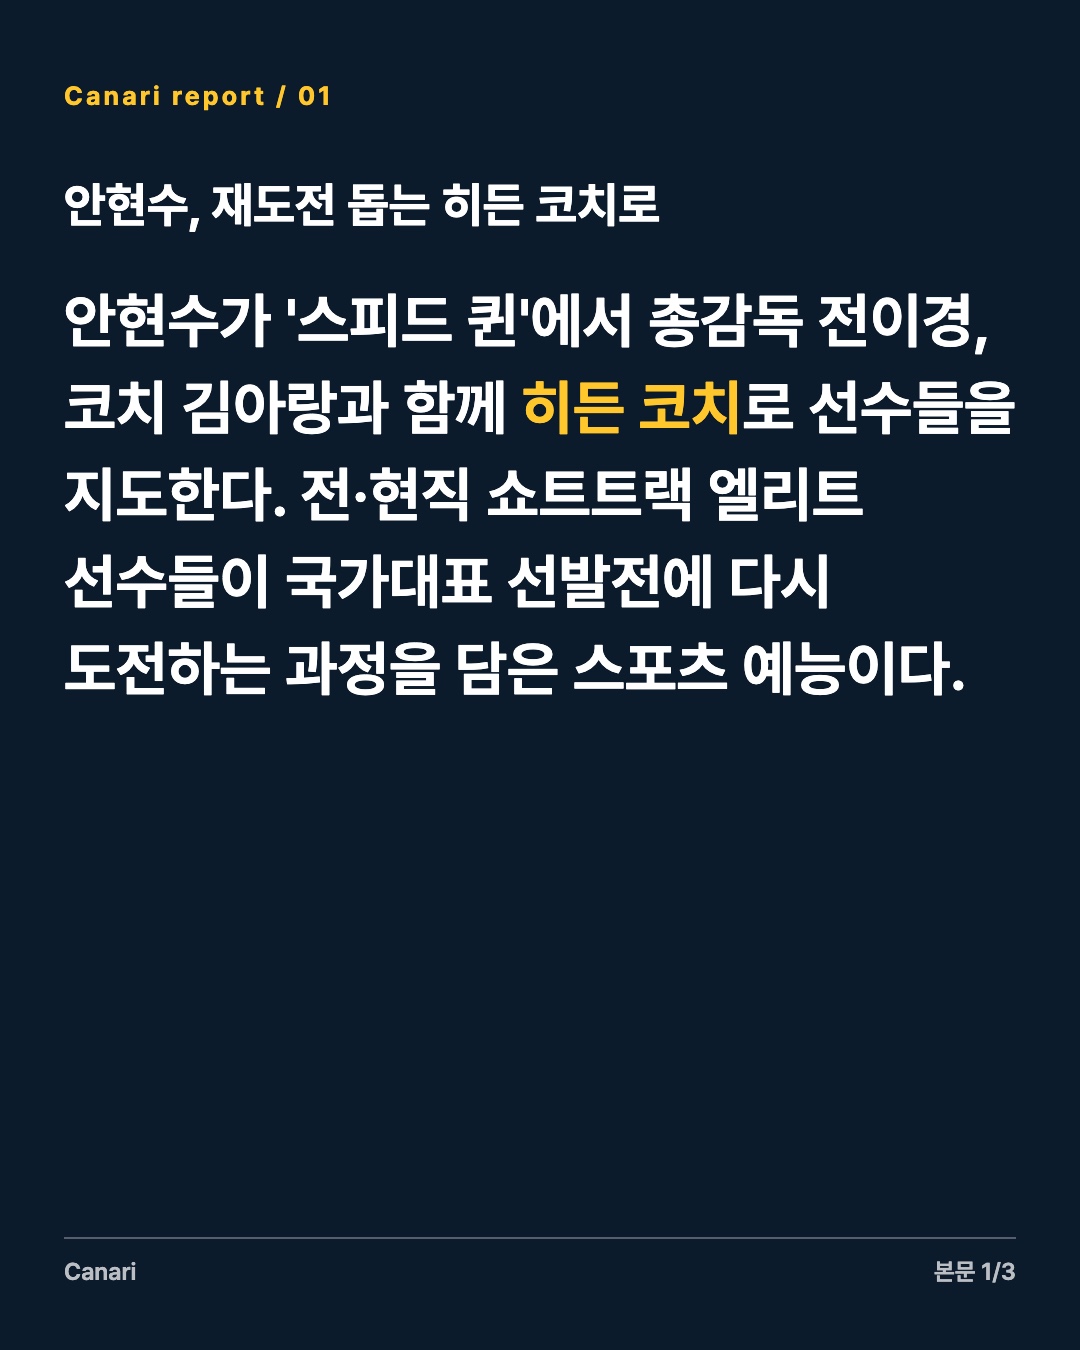 Canari report / 01
안현수, 재도전 돕는 히든 코치로
안현수가 '스피드 퀸'에서 총감독 전이경,
코치 김아랑과 함께 히든 코치로 선수들을
지도한다. 전·현직 쇼트트랙 엘리트
선수들이 국가대표 선발전에 다시
도전하는 과정을 담은 스포츠 예능이다.
Canari
본문 1/3